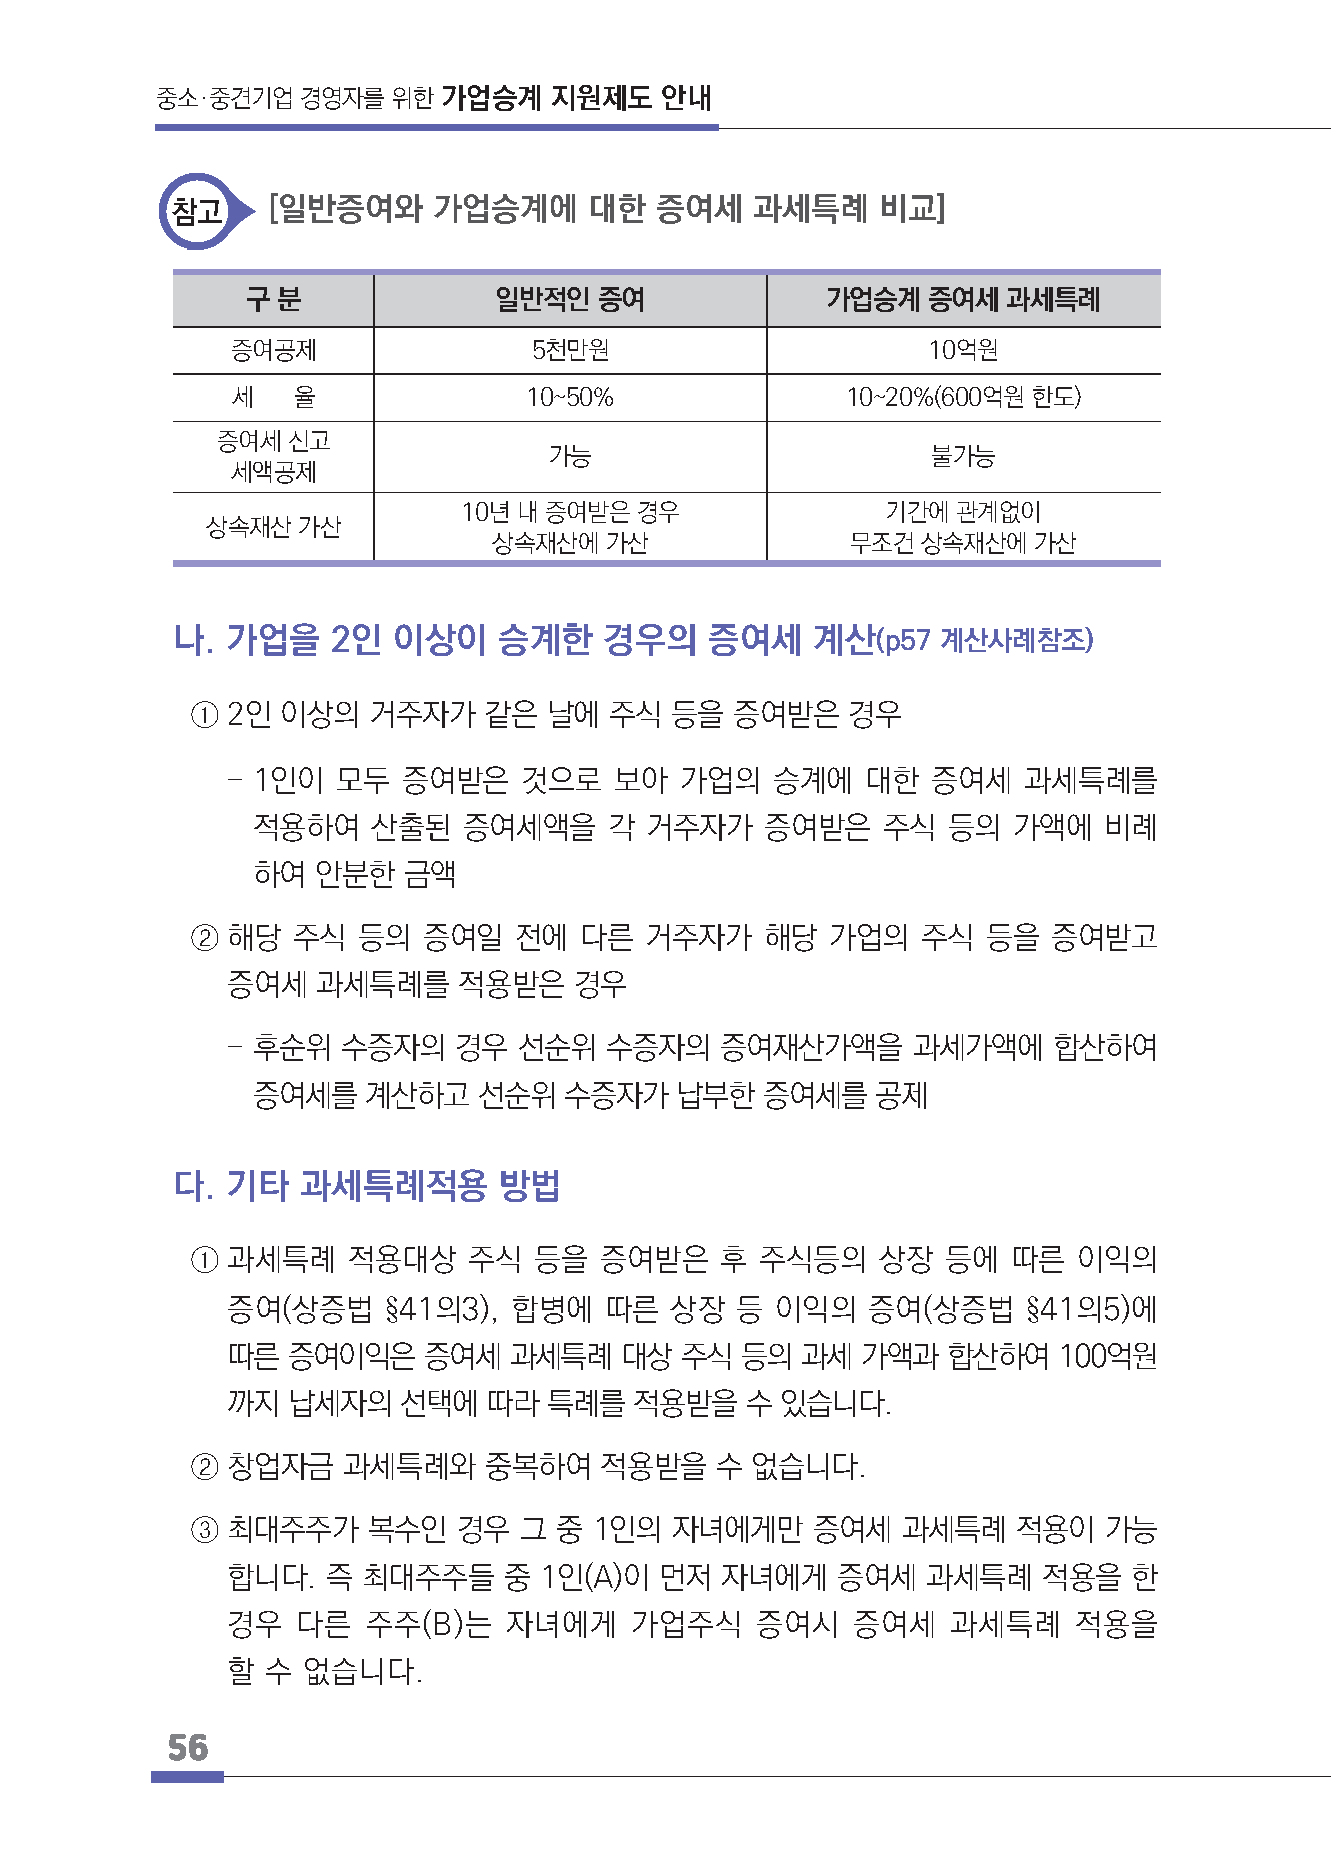 중소·중견기업 경영자를 위한 가업승계 지원제도 안내
참고 [일반증여와 가업승계에 대한 증여세 과세특례 비교]
구 분 일반적인 증여 가업승계 증여세 과세특례
증여공제 5천만원 10억원
세 율 10~50% 10~20%(600억원 한도)
증여세 신고
세액공제 가능 불가능
상속재산 가산 10년 내 증여받은 경우 기간에 관계없이
상속재산에 가산 무조건 상속재산에 가산
나. 가업을 2인 이상이 승계한 경우의 증여세 계산(p57 계산사례참조)
① 2인 이상의 거주자가 같은 날에 주식 등을 증여받은 경우
- 1인이 모두 증여받은 것으로 보아 가업의 승계에 대한 증여세 과세특례를
적용하여 산출된 증여세액을 각 거주자가 증여받은 주식 등의 가액에 비례
하여 안분한 금액
② 해당 주식 등의 증여일 전에 다른 거주자가 해당 가업의 주식 등을 증여받고
증여세 과세특례를 적용받은 경우
- 후순위 수증자의 경우 선순위 수증자의 증여재산가액을 과세가액에 합산하여
증여세를 계산하고 선순위 수증자가 납부한 증여세를 공제
다. 기타 과세특례적용 방법
① 과세특례 적용대상 주식 등을 증여받은 후 주식등의 상장 등에 따른 이익의
증여(상증법 §41의3), 합병에 따른 상장 등 이익의 증여(상증법 §41의5)에
따른 증여이익은 증여세 과세특례 대상 주식 등의 과세 가액과 합산하여 100억원
까지 납세자의 선택에 따라 특례를 적용받을 수 있습니다.
② 창업자금 과세특례와 중복하여 적용받을 수 없습니다.
③ 최대주주가 복수인 경우 그 중 1인의 자녀에게만 증여세 과세특례 적용이 가능
합니다. 즉 최대주주들 중 1인(A)이 먼저 자녀에게 증여세 과세특례 적용을 한
경우 다른 주주(B)는 자녀에게 가업주식 증여시 증여세 과세특례 적용을
할 수 없습니다.
56